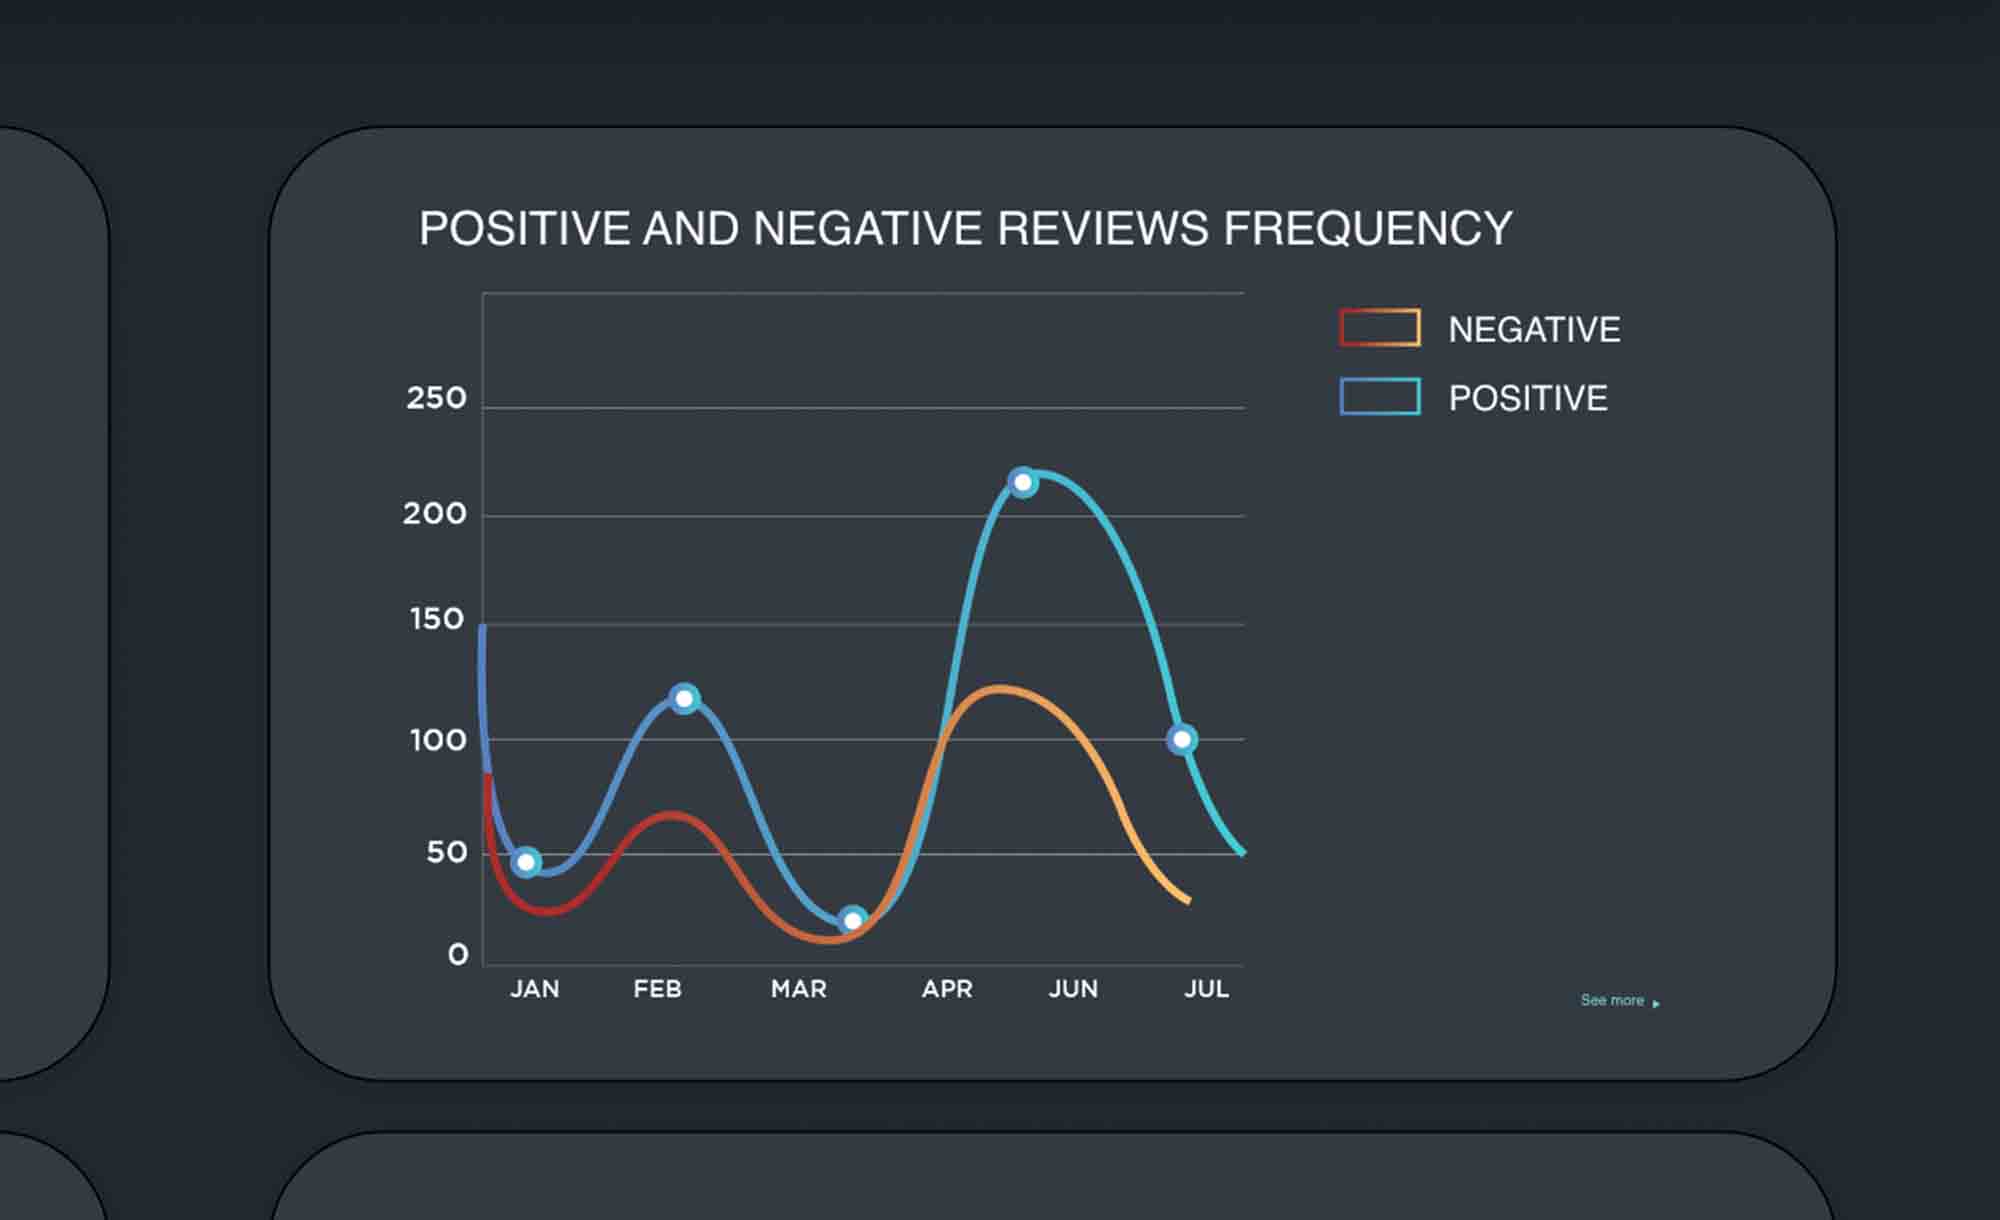 POSITIVE AND NEGATIVE REVIEWS FREQUENCY
NEGATIVE
POSITIVE
250
200
150
100
50
0
JAN FEB MAR APR JUN JUL
See more